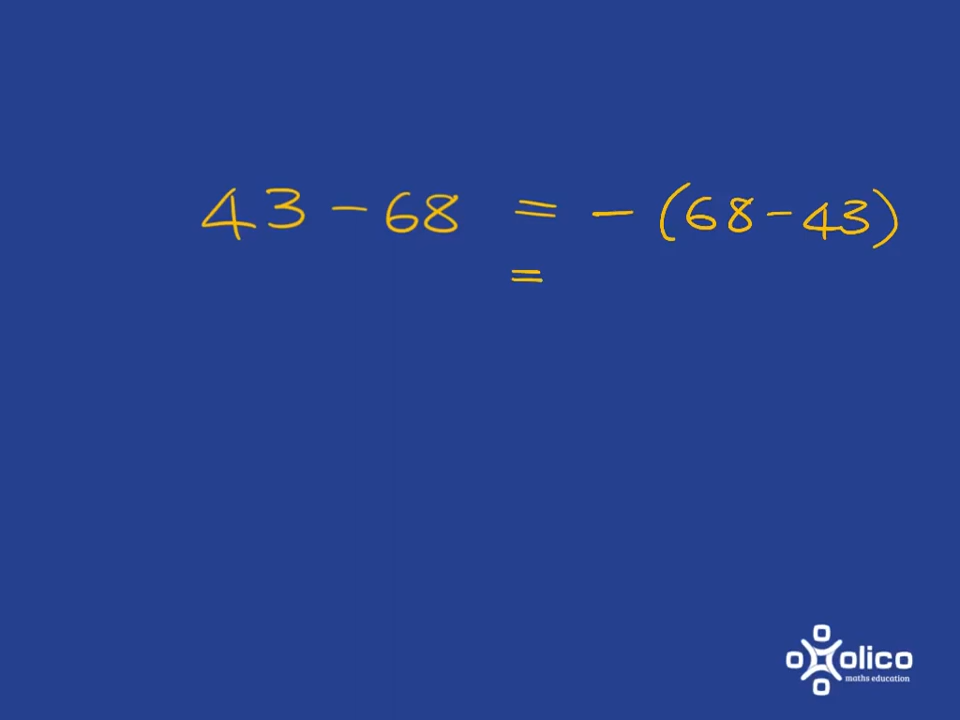 43 - 68 = - (68 - 43)
=
olico
maths education